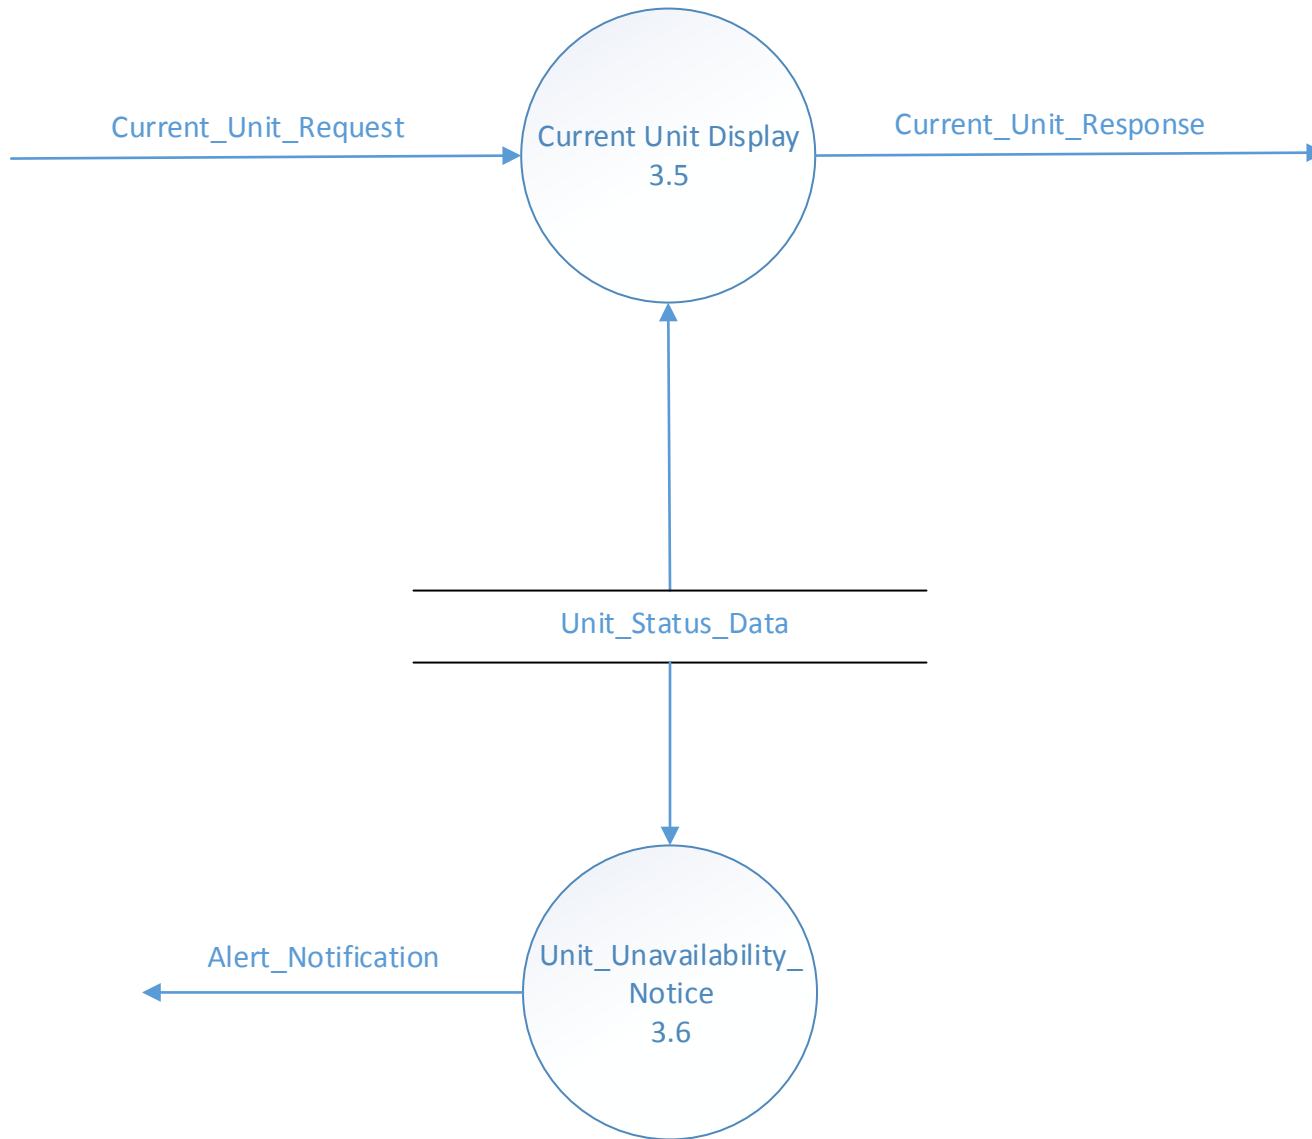 Current_Unit_Request
Current Unit Display
3.5
Current_Unit_Response
Unit_Status_Data
Alert_Notification
Unit_Unavailability_
Notice
3.6